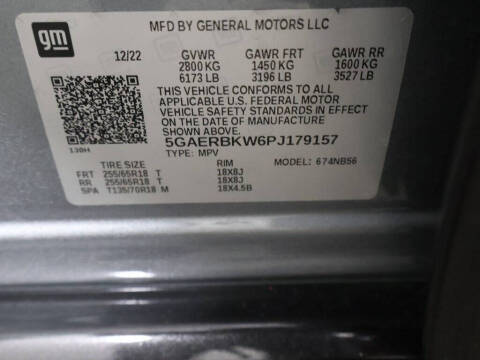 gm
MFD BY GENERAL MOTORS LLC
12/22 GVWR GAWR FRT GAWR RR
2800 KG 1450 KG 1600 KG
6173 LB 3196 LB 3527 LB
THIS VEHICLE CONFORMS TO ALL
APPLICABLE U.S. FEDERAL MOTOR
VEHICLE SAFETY STANDARDS IN EFFECT
ON THE DATE OF MANUFACTURE
SHOWN ABOVE.
5GAERBKW6PJ179157
TYPE: MPV MODEL: 674NB56
TIRE SIZE RIM
FRT 255/65R18 T 18X8J
RR 255/65R18 T 18X8J
SPA T135/70R18 M 18X4.5B